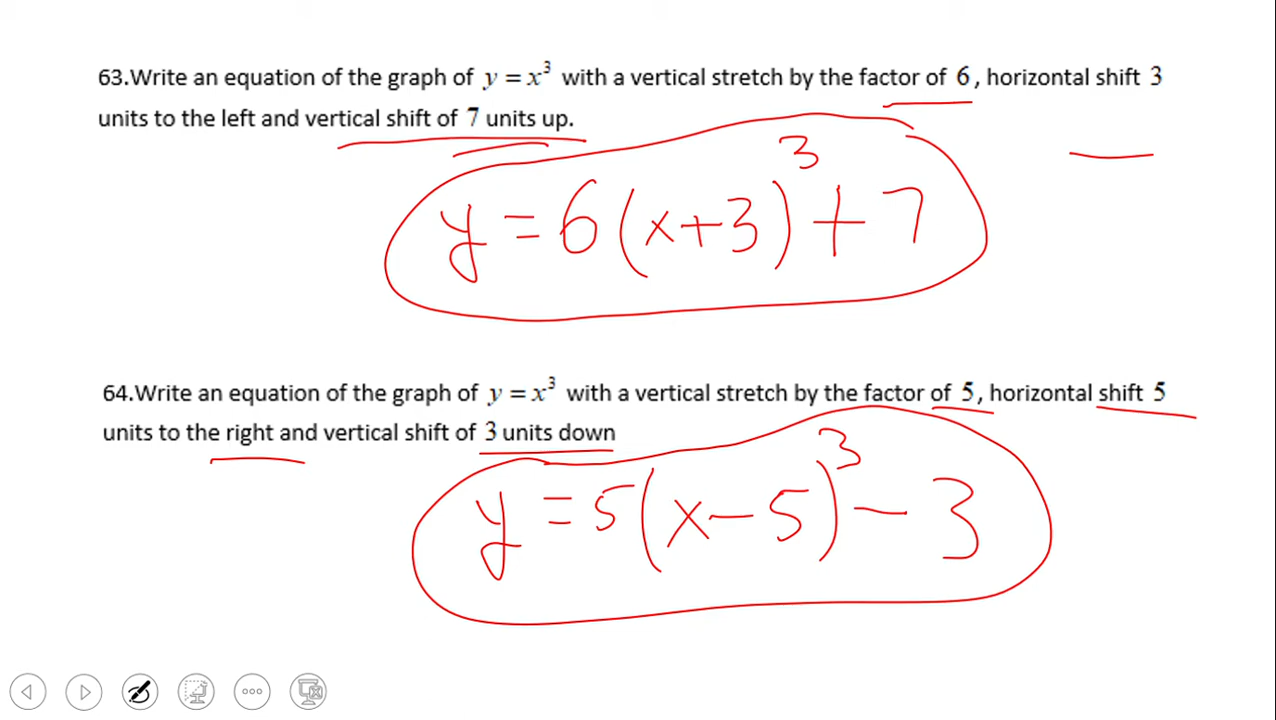 63.Write an equation of the graph of y = x³ with a vertical stretch by the factor of 6, horizontal shift 3
units to the left and vertical shift of 7 units up.
y = 6(x+3)³ + 7
64.Write an equation of the graph of y = x³ with a vertical stretch by the factor of 5, horizontal shift 5
units to the right and vertical shift of 3 units down
y = 5(x-5)³ - 3